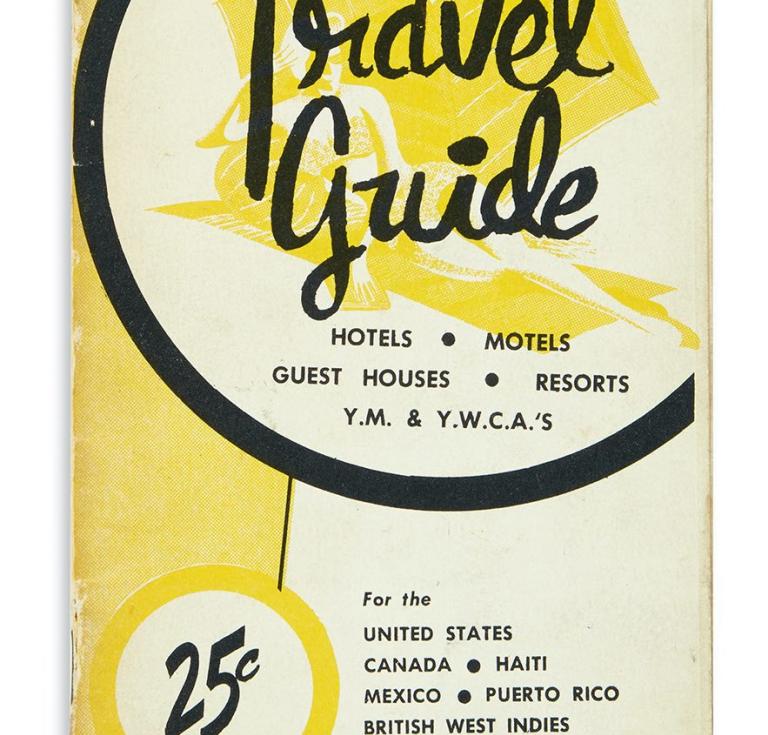 Travel
Guide
HOTELS ● MOTELS
GUEST HOUSES ● RESORTS
Y.M. & Y.W.C.A.'S
For the
UNITED STATES
CANADA ● HAITI
MEXICO ● PUERTO RICO
BRITISH WEST INDIES
25c